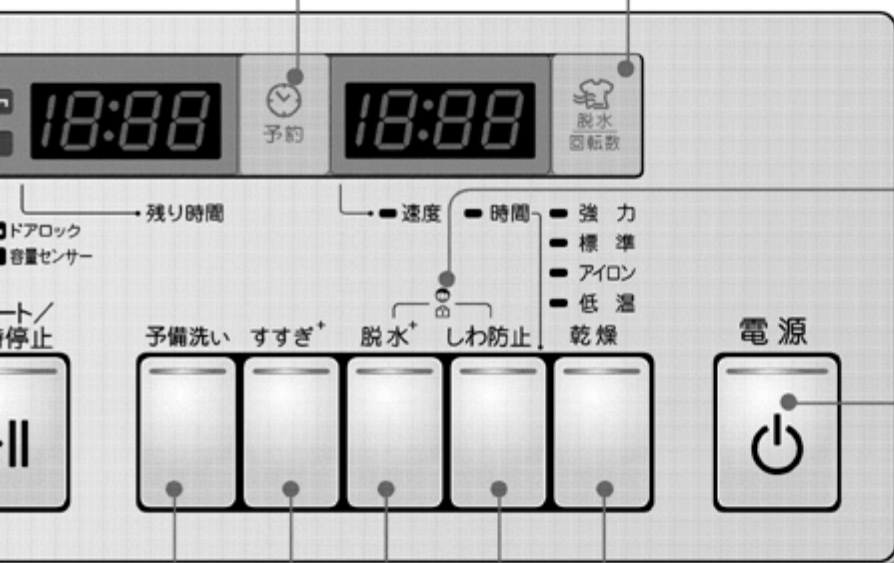 18:88
予約
18:88
脱水
回転数
残り時間
速度
時間
強 力
標 準
アイロン
低 温
ドアロック
容量センサー
ート／
停止
予備洗い
すすぎ+
脱水+
しわ防止
乾燥
電源